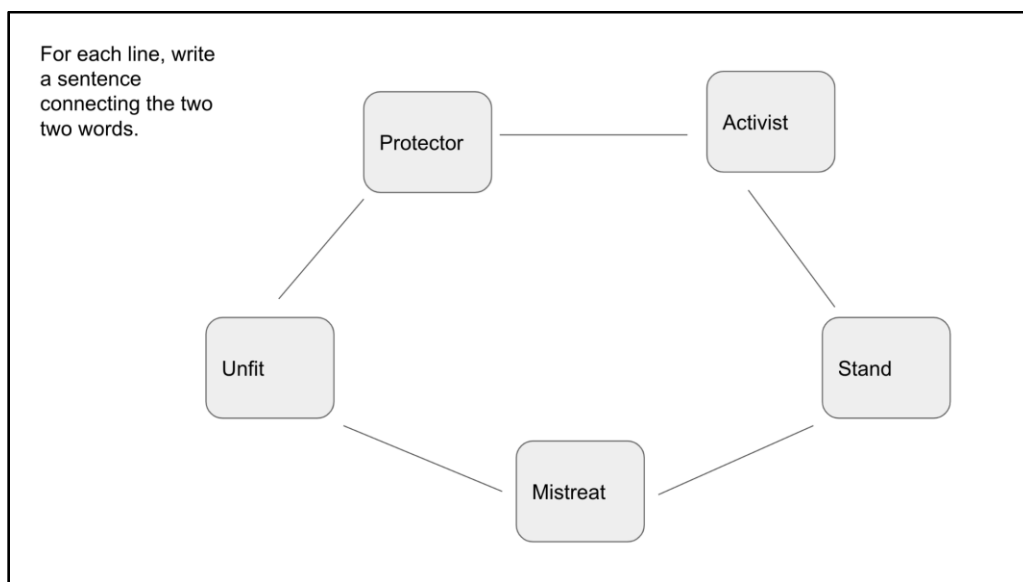 For each line, write
a sentence
connecting the two
two words.
Protector
Activist
Unfit
Stand
Mistreat